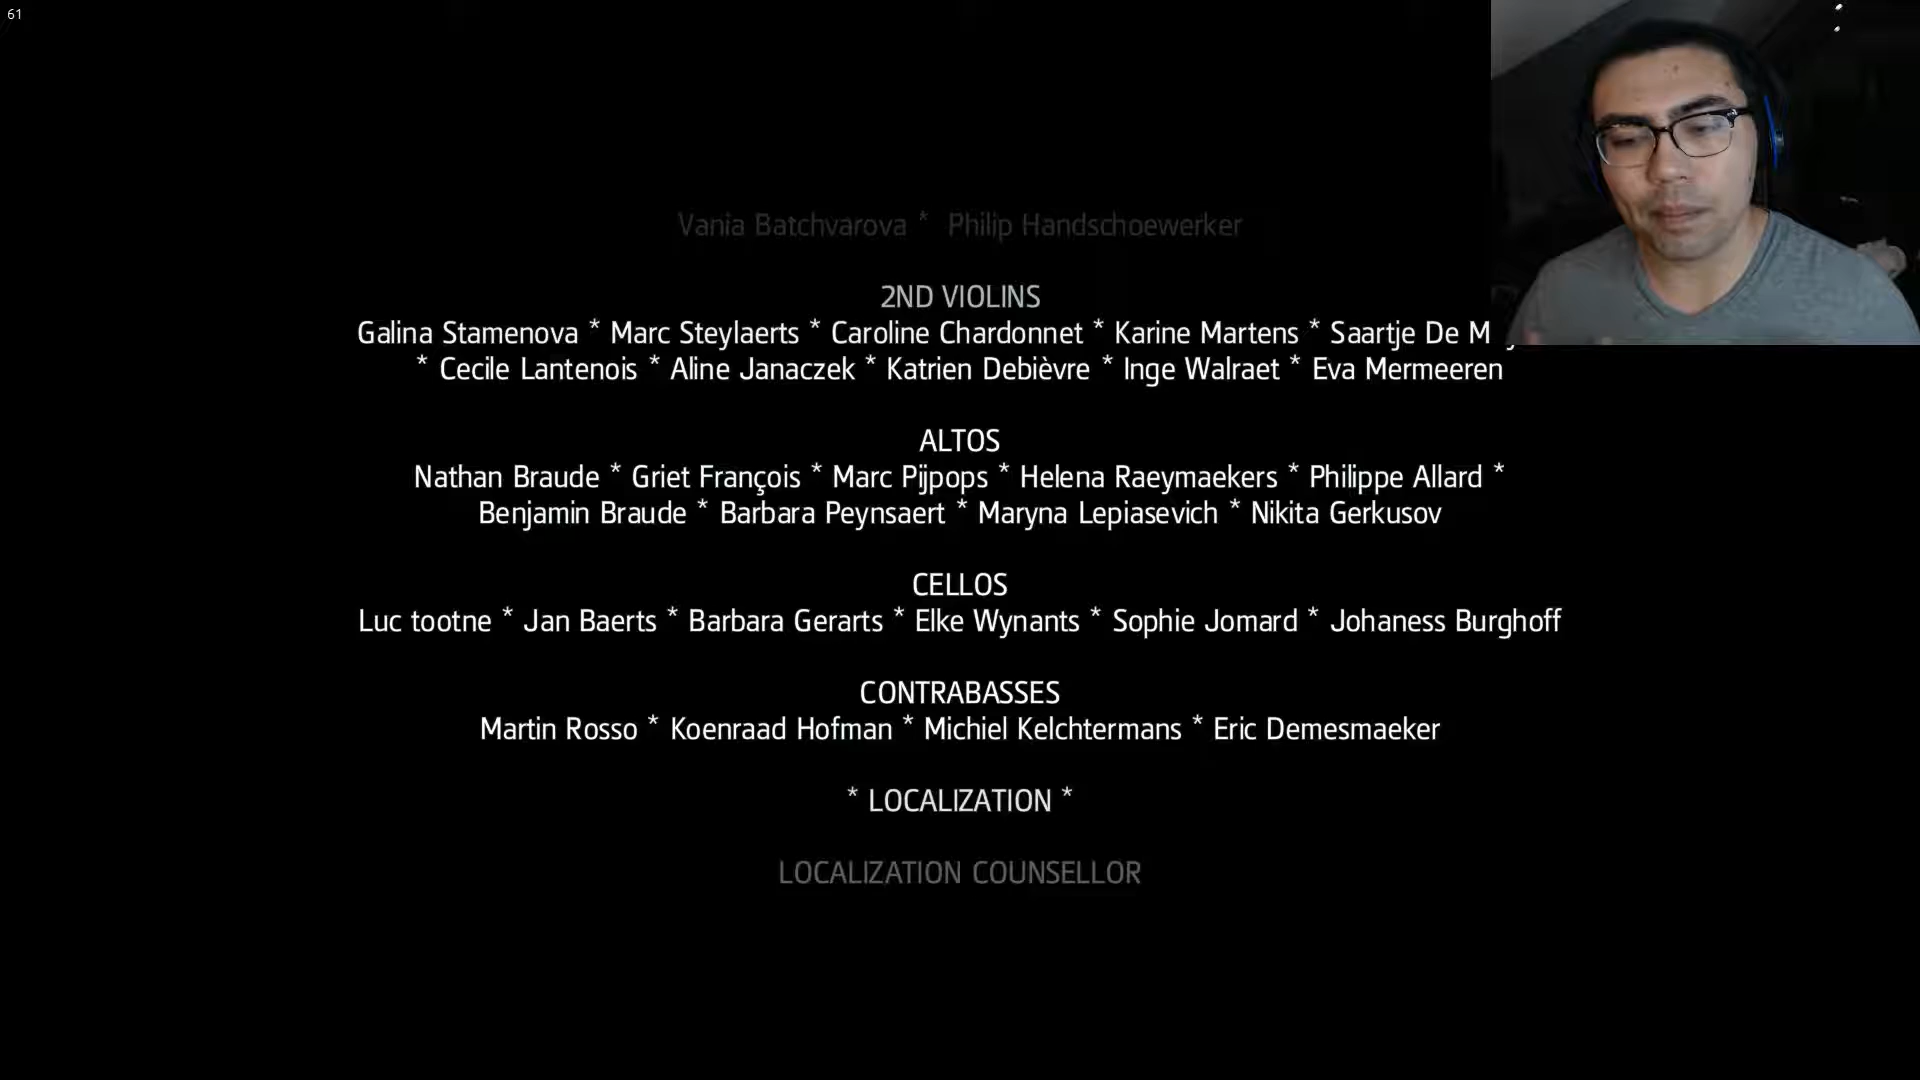 61
Vania Batchvarova * Philip Handschoewerker
2ND VIOLINS
Galina Stamenova * Marc Steylaerts * Caroline Chardonnet * Karine Martens * Saartje De M
* Cecile Lantenois * Aline Janaczek * Katrien Debièvre * Inge Walraet * Eva Mermeeren
ALTOS
Nathan Braude * Griet François * Marc Pijpops * Helena Raeymaekers * Philippe Allard *
Benjamin Braude * Barbara Peynsaert * Maryna Lepiasevich * Nikita Gerkusov
CELLOS
Luc tootne * Jan Baerts * Barbara Gerarts * Elke Wynants * Sophie Jomard * Johaness Burghoff
CONTRABASSES
Martin Rosso * Koenraad Hofman * Michiel Kelchtermans * Eric Demesmaeker
* LOCALIZATION *
LOCALIZATION COUNSELLOR